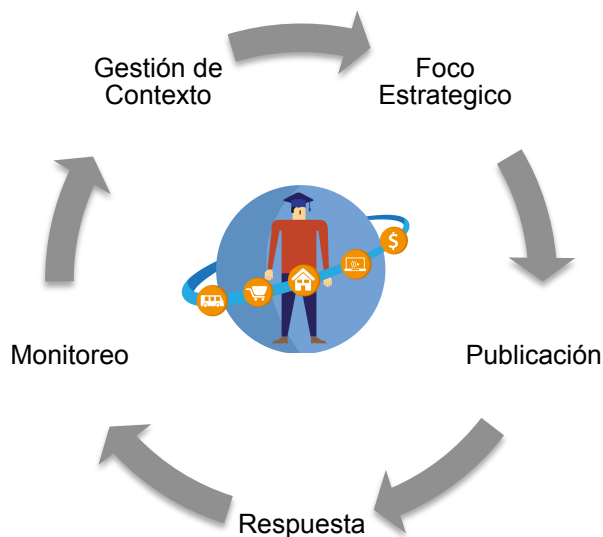 Gestión de
Contexto
Foco
Estrategico
Publicación
Respuesta
Monitoreo
$